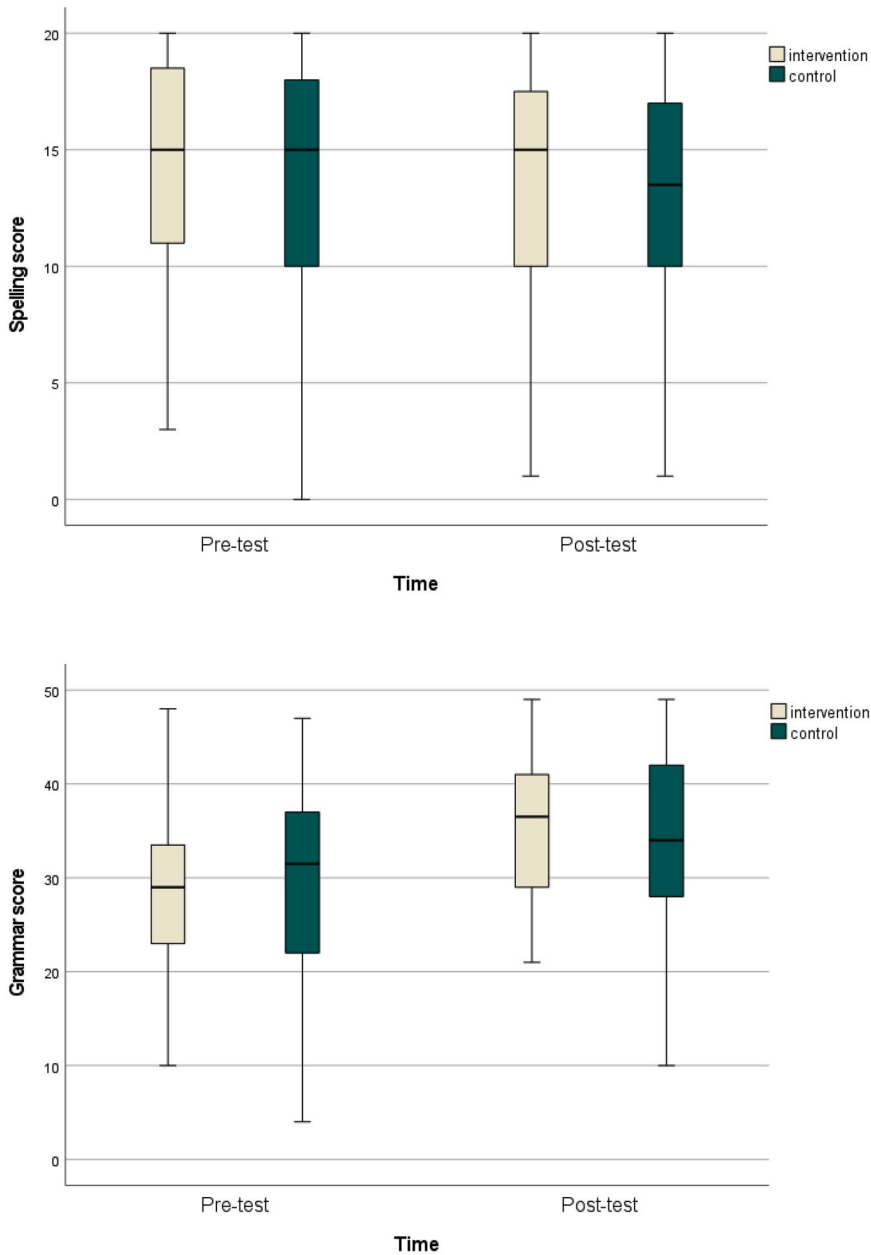 20
intervention
control
15
10
5
0
Spelling score
Pre-test
Post-test
Time
50
intervention
control
40
30
20
10
0
Grammar score
Pre-test
Post-test
Time